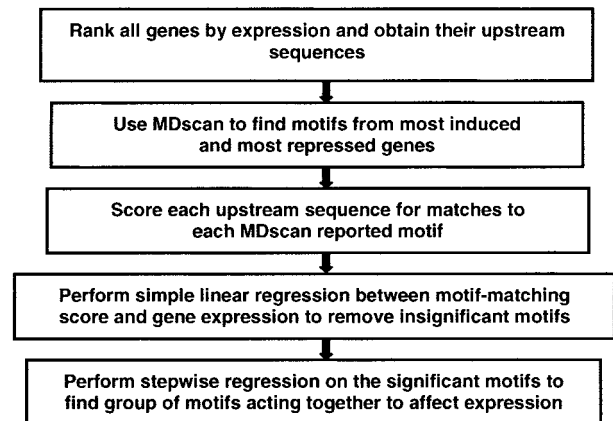 Rank all genes by expression and obtain their upstream
sequences
Use MDscan to find motifs from most induced
and most repressed genes
Score each upstream sequence for matches to
each MDscan reported motif
Perform simple linear regression between motif-matching
score and gene expression to remove insignificant motifs
Perform stepwise regression on the significant motifs to
find group of motifs acting together to affect expression